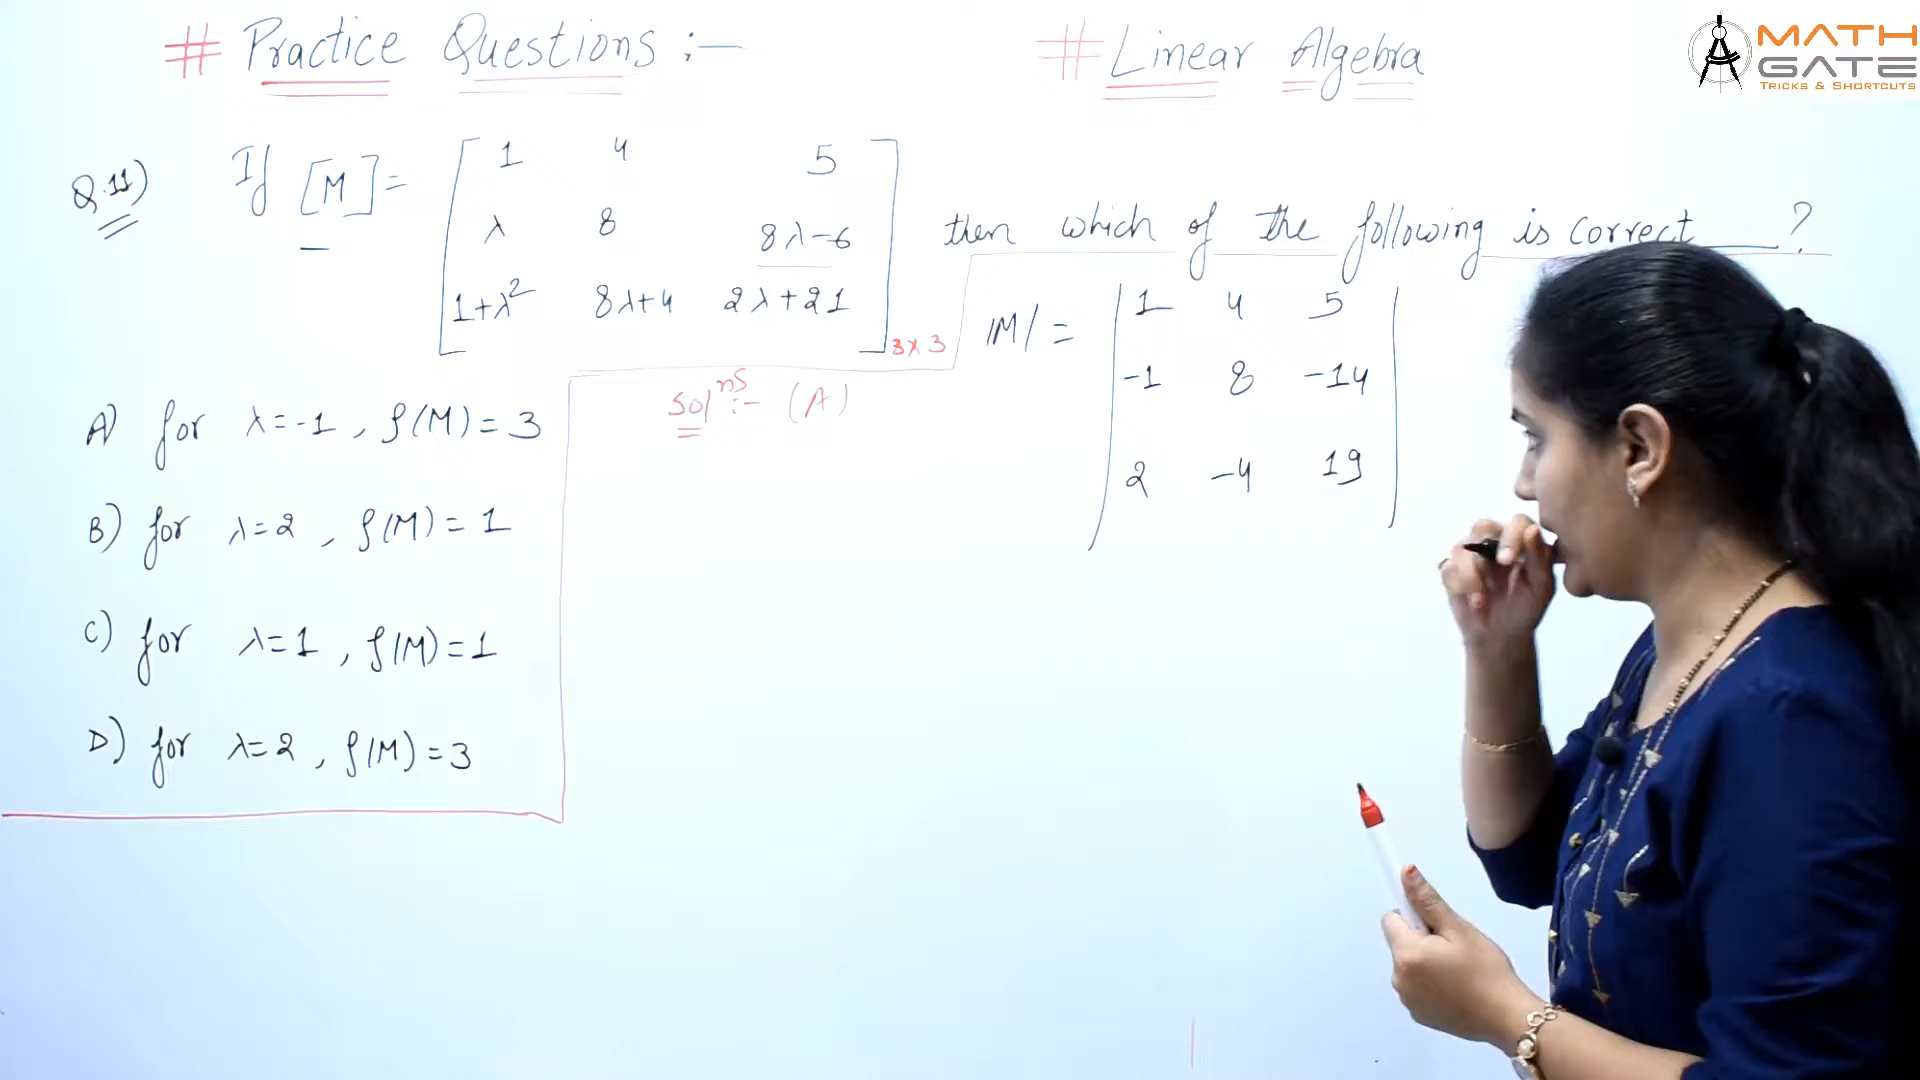 # Practice Questions :-
# Linear Algebra
MATH
GATE
TRICKS & SHORTCUTS
Q.11) If [M] =
1 4 5
λ 8 8λ-6
1+λ² 8λ+4 2λ+21
3x3
then which of the following is correct ___?
A) for λ=-1, ρ(M)=3
B) for λ=2, ρ(M)=1
C) for λ=1, ρ(M)=1
D) for λ=2, ρ(M)=3
Solⁿˢ :- (A)
|M| =
1 4 5
-1 8 -14
2 -4 19